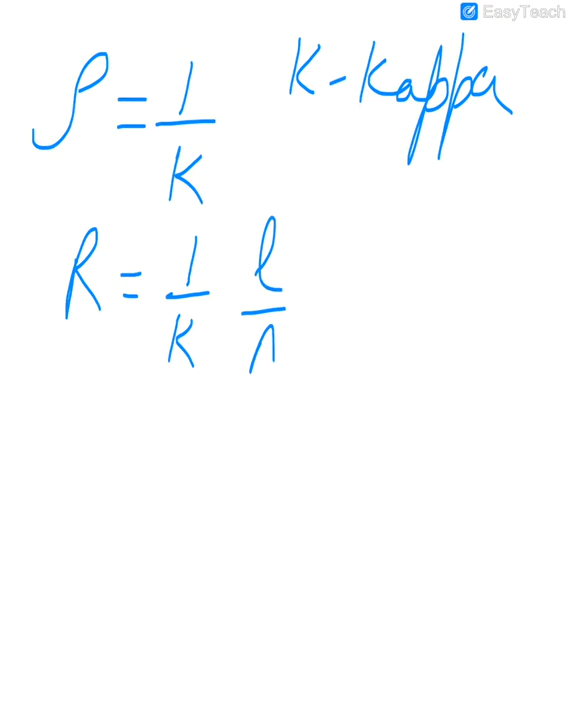 EasyTeach
ρ = 1/K K - Kappa
R = 1/K l/A